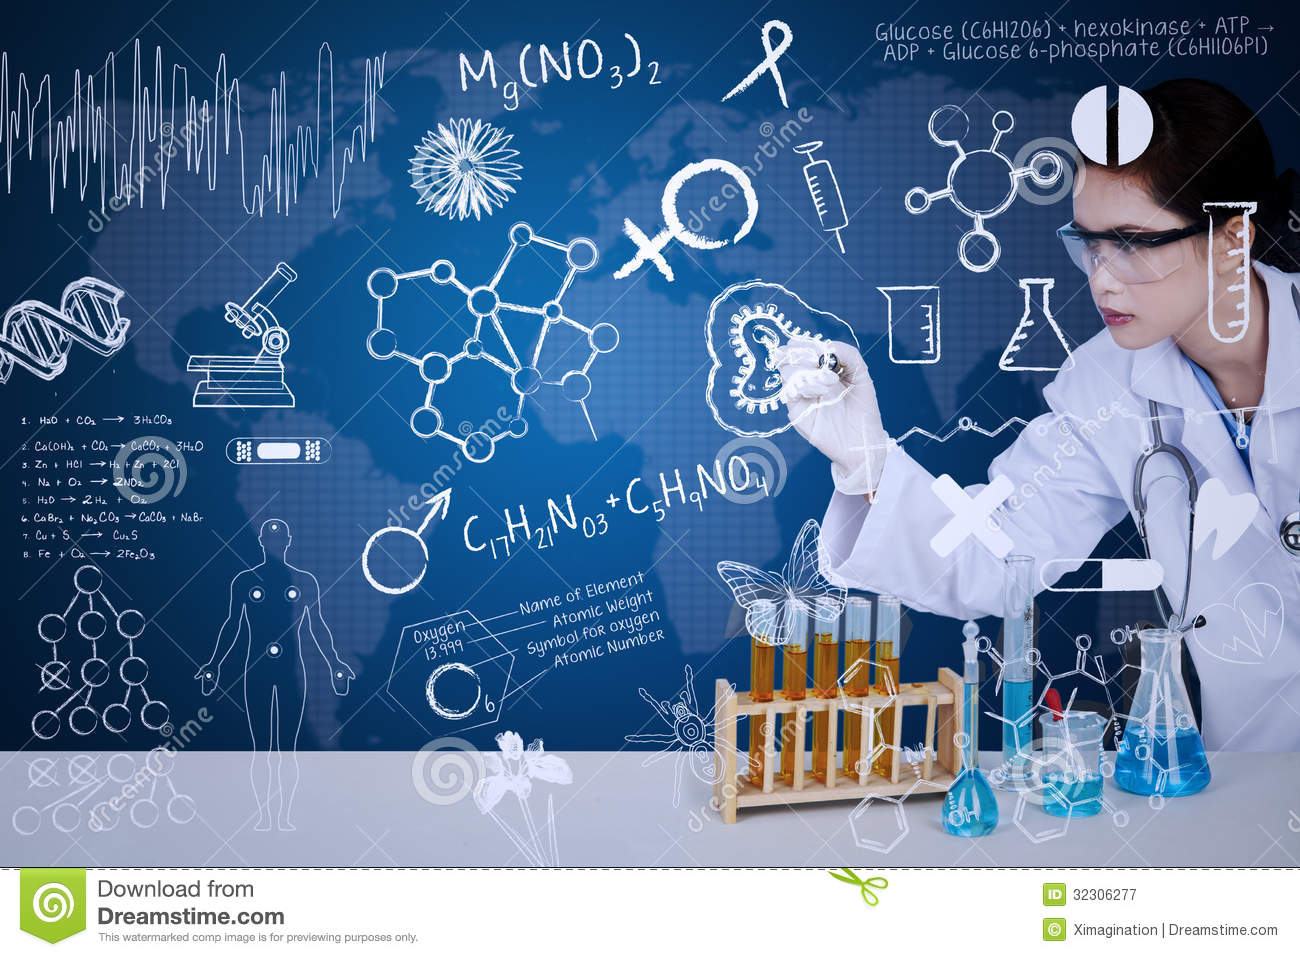 Mg(NO3)2
Glucose (C6H12O6) + hexokinase + ATP →
ADP + Glucose 6-phosphate (C6H11O6P1)
1. H2O + CO2 → 3H2CO3
2. Ca(OH)2 + CO2 → CaCO3 + 3H2O
3. Zn + HCl → H2 + Zn + 2Cl
4. N2 + O2 → 2NO2
5. H2O → 2H2 + O2
6. CaBr2 + Na2CO3 → CaCO3 + NaBr
7. Cu + S → Cu2S
8. Fe + O2 → 2Fe2O3
C17H21NO3 + C5H9NO4
Oxygen
13.999
6
Name of Element
Atomic Weight
Symbol for oxygen
Atomic Number
OH
Download from
Dreamstime.com
This watermarked comp image is for previewing purposes only.
ID 32306277
© Ximagination | Dreamstime.com